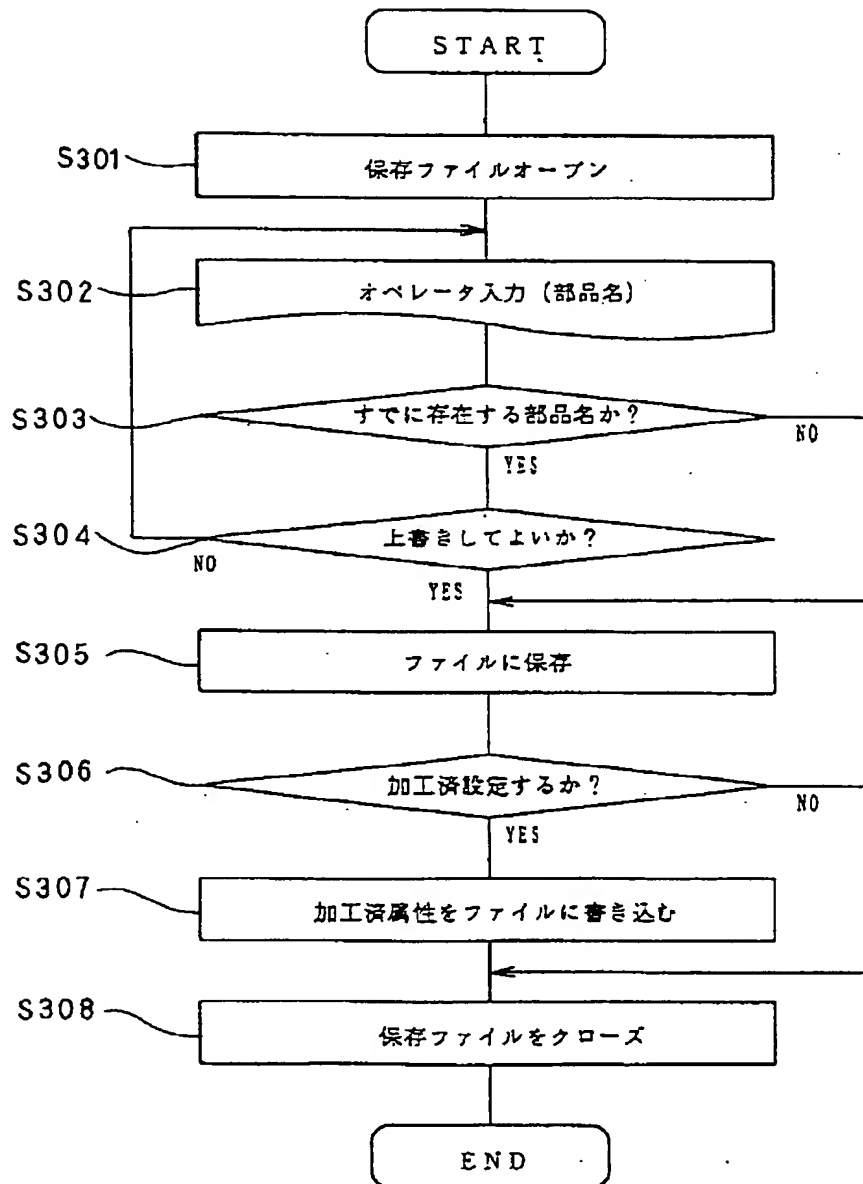 START
S301
保存ファイルオープン
S302
オペレータ入力 (部品名)
S303
すでに存在する部品名か?
NO
YES
S304
上書きしてよいか?
NO
YES
S305
ファイルに保存
S306
加工済設定するか?
NO
YES
S307
加工済属性をファイルに書き込む
S308
保存ファイルをクローズ
END